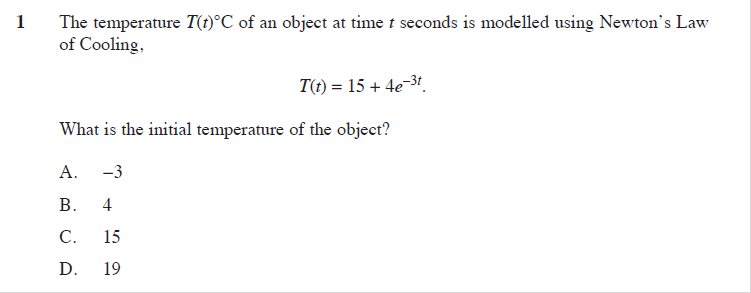 1 The temperature T(t)°C of an object at time t seconds is modelled using Newton's Law
of Cooling,
T(t) = 15 + 4e⁻³ᵗ.
What is the initial temperature of the object?
A. −3
B. 4
C. 15
D. 19